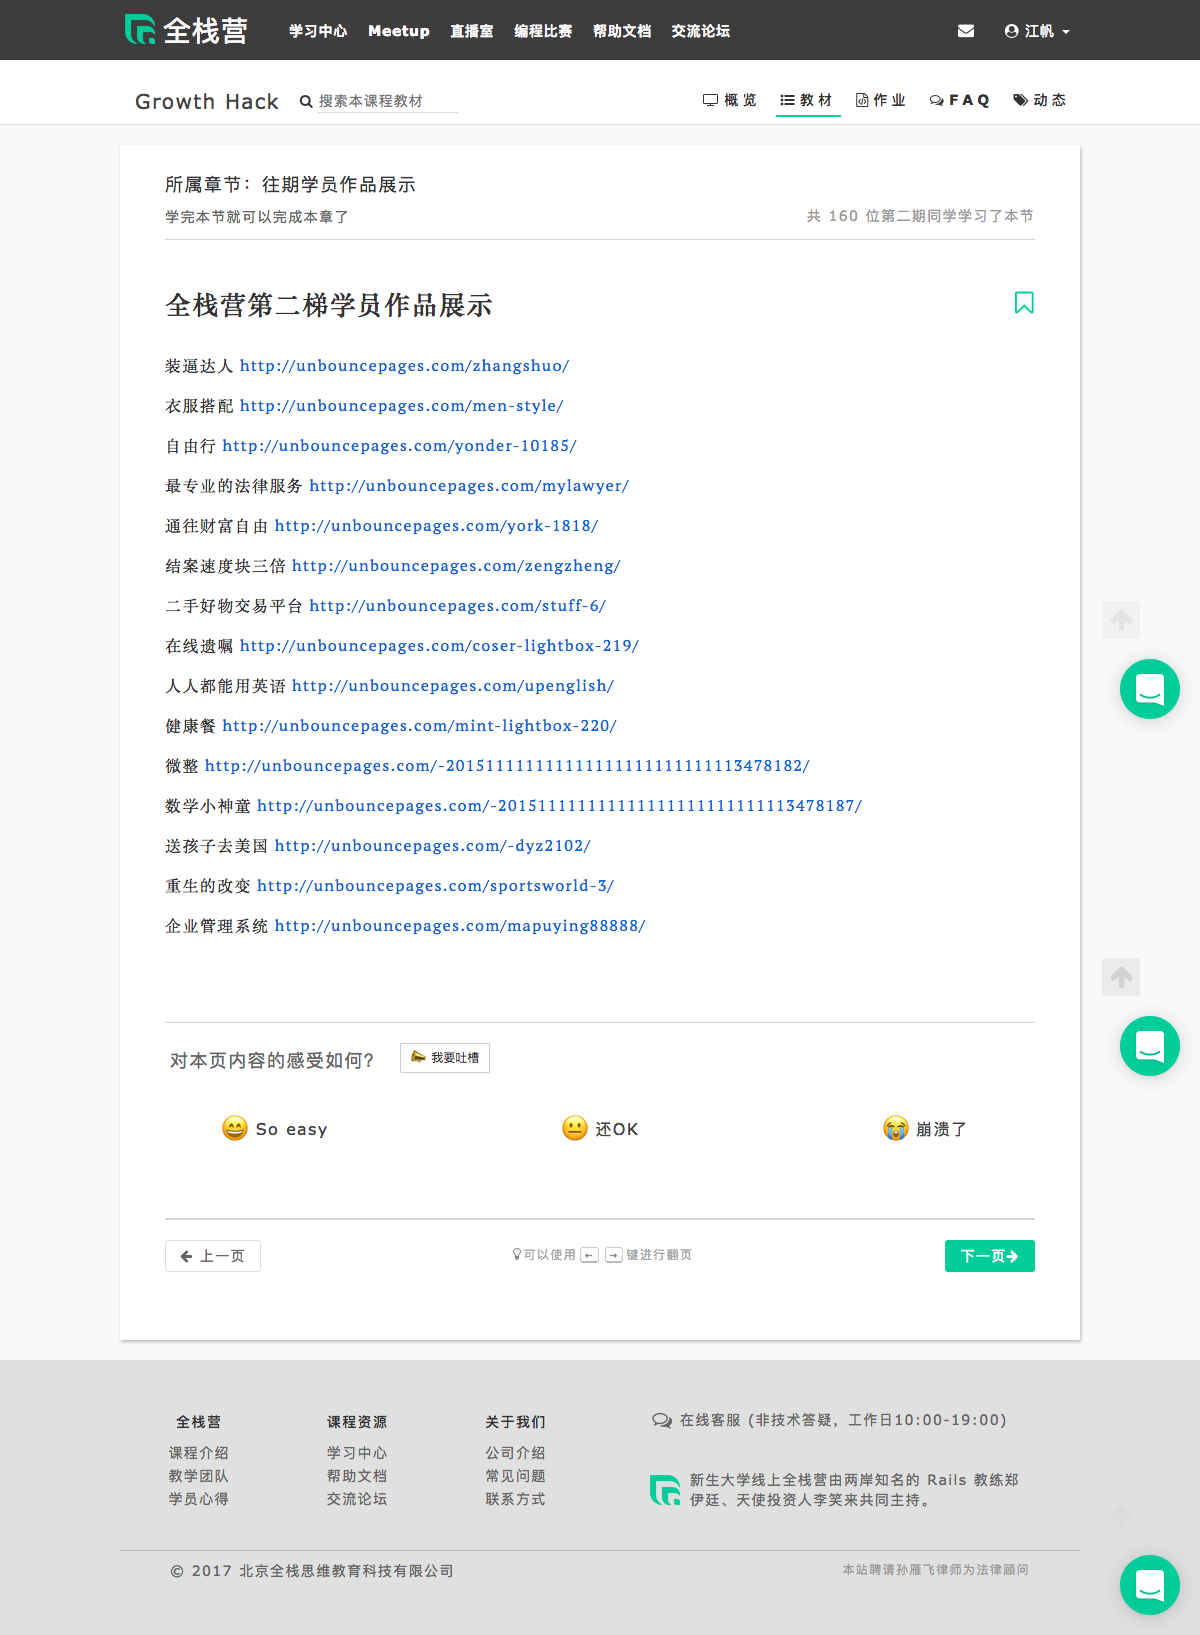 全栈营 学习中心 Meetup 直播室 编程比赛 帮助文档 交流论坛 江帆
Growth Hack 搜索本课程教材 概览 教材 作业 FAQ 动态
所属章节：往期学员作品展示
学完本节就可以完成本章了 共 160 位第二期同学学习了本节
全栈营第二梯学员作品展示
装逼达人 http://unbouncepages.com/zhangshuo/
衣服搭配 http://unbouncepages.com/men-style/
自由行 http://unbouncepages.com/yonder-10185/
最专业的法律服务 http://unbouncepages.com/mylawyer/
通往财富自由 http://unbouncepages.com/york-1818/
结案速度块三倍 http://unbouncepages.com/zengzheng/
二手好物交易平台 http://unbouncepages.com/stuff-6/
在线遗嘱 http://unbouncepages.com/coser-lightbox-219/
人人都能用英语 http://unbouncepages.com/upenglish/
健康餐 http://unbouncepages.com/mint-lightbox-220/
微整
数学小神童
送孩子去美国 http://unbouncepages.com/-dyz2102/
重生的改变 http://unbouncepages.com/sportsworld-3/
企业管理系统 http://unbouncepages.com/mapuying88888/
对本页内容的感受如何? 我要吐槽
So easy 还OK 崩溃了
上一页 可以使用 ← → 键进行翻页 下一页
全栈营 课程资源 关于我们 在线客服 (非技术答疑，工作日10:00-19:00)
课程介绍 学习中心 公司介绍
教学团队 帮助文档 常见问题 新生大学线上全栈营由两岸知名的 Rails 教练郑
学员心得 交流论坛 联系方式 伊廷、天使投资人李笑来共同主持。
© 2017 北京全栈思维教育科技有限公司 本站聘请孙雁飞律师为法律顾问